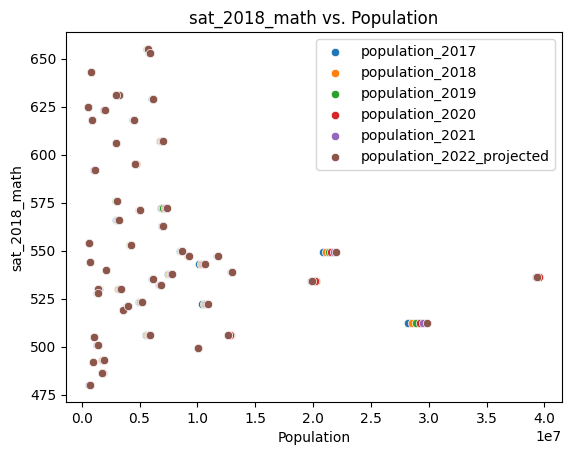 sat_2018_math vs. Population
population_2017
population_2018
population_2019
population_2020
population_2021
population_2022_projected
sat_2018_math
650
625
600
575
550
525
500
475
0.0 0.5 1.0 1.5 2.0 2.5 3.0 3.5 4.0
1e7
Population